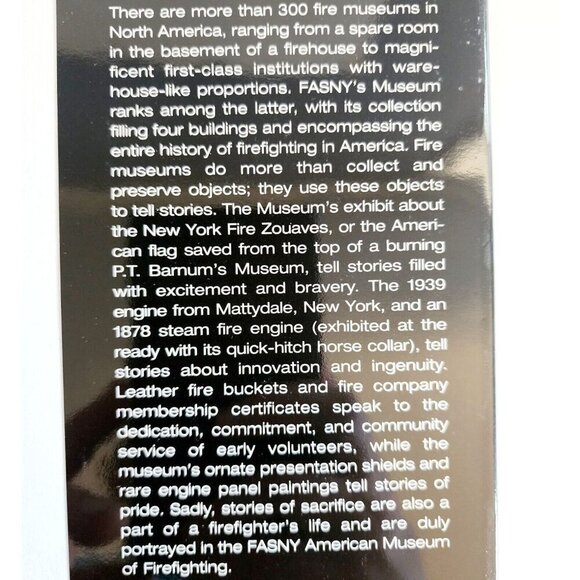 There are more than 300 fire museums in
North America, ranging from a spare room
in the basement of a firehouse to magni-
ficent first-class institutions with ware-
house-like proportions. FASNY's Museum
ranks among the latter, with its collection
filling four buildings and encompassing the
entire history of firefighting in America. Fire
museums do more than collect and
preserve objects; they use these objects
to tell stories. The Museum's exhibit about
the New York Fire Zouaves, or the Ameri-
can flag saved from the top of a burning
P.T. Barnum's Museum, tell stories filled
with excitement and bravery. The 1939
engine from Mattydale, New York, and an
1878 steam fire engine (exhibited at the
ready with its quick-hitch horse collar), tell
stories about innovation and ingenuity.
Leather fire buckets and fire company
membership certificates speak to the
dedication, commitment, and community
service of early volunteers, while the
museum's ornate presentation shields and
rare engine panel paintings tell stories of
pride. Sadly, stories of sacrifice are also a
part of a firefighter's life and are duly
portrayed in the FASNY American Museum
of Firefighting.